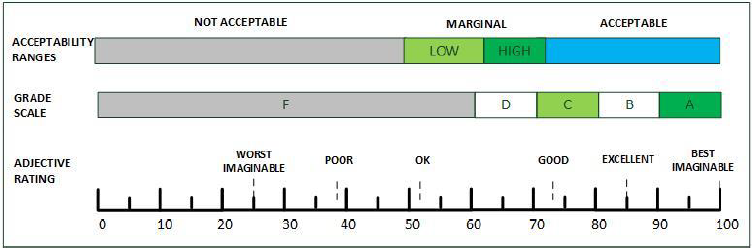 NOT ACCEPTABLE MARGINAL ACCEPTABLE
ACCEPTABILITY
RANGES
LOW HIGH
GRADE
SCALE
F D C B A
ADJECTIVE
RATING
WORST
IMAGINABLE
POOR
OK
GOOD
EXCELLENT
BEST
IMAGINABLE
0 10 20 30 40 50 60 70 80 90 100